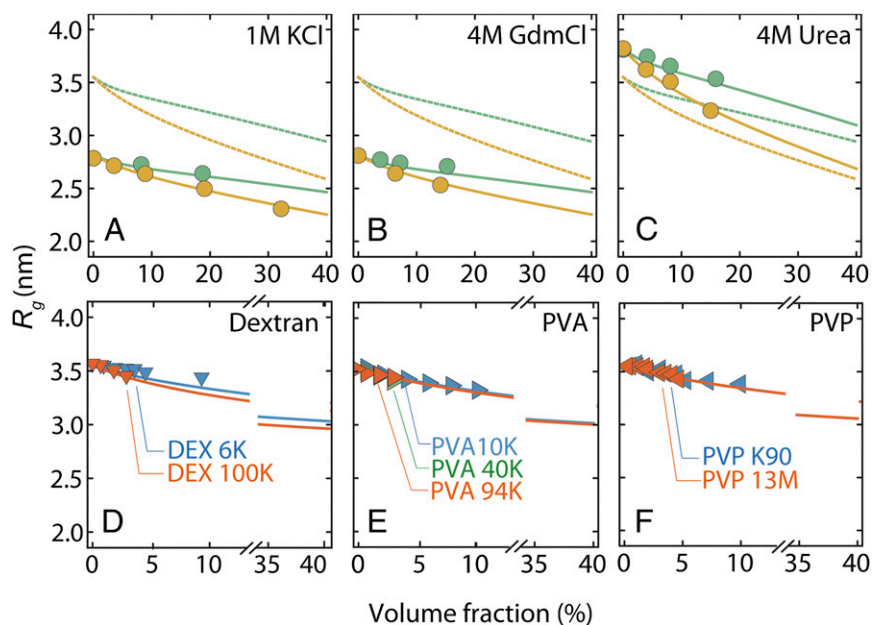 1M KCl
4M GdmCl
4M Urea
4.0
3.5
3.0
2.5
2.0
A
B
C
0 10 20 30 40
0 10 20 30 40
0 10 20 30 40
Rg (nm)
Dextran
PVA
PVP
4.0
3.5
3.0
2.5
2.0
DEX 6K
DEX 100K
PVA10K
PVA 40K
PVA 94K
PVP K90
PVP 13M
D
E
F
0 5 10 35 40
0 5 10 35 40
0 5 10 35 40
Volume fraction (%)